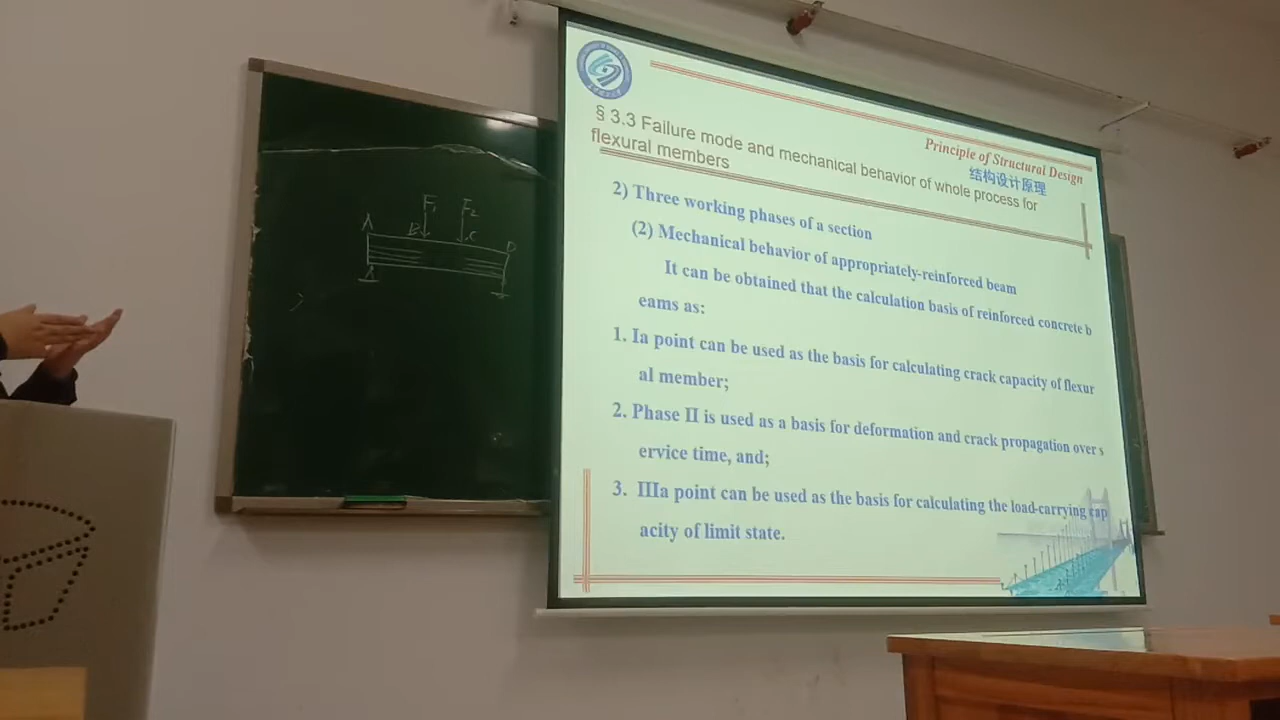 § 3.3 Failure mode and mechanical behavior of whole process for
flexural members
Principle of Structural Design
结构设计原理
2) Three working phases of a section
(2) Mechanical behavior of appropriately-reinforced beam
It can be obtained that the calculation basis of reinforced concrete b
eams as:
1. Ia point can be used as the basis for calculating crack capacity of flexur
al member;
2. Phase II is used as a basis for deformation and crack propagation over s
ervice time, and;
3. IIIa point can be used as the basis for calculating the load-carrying cap
acity of limit state.
F1 F2
A B C D